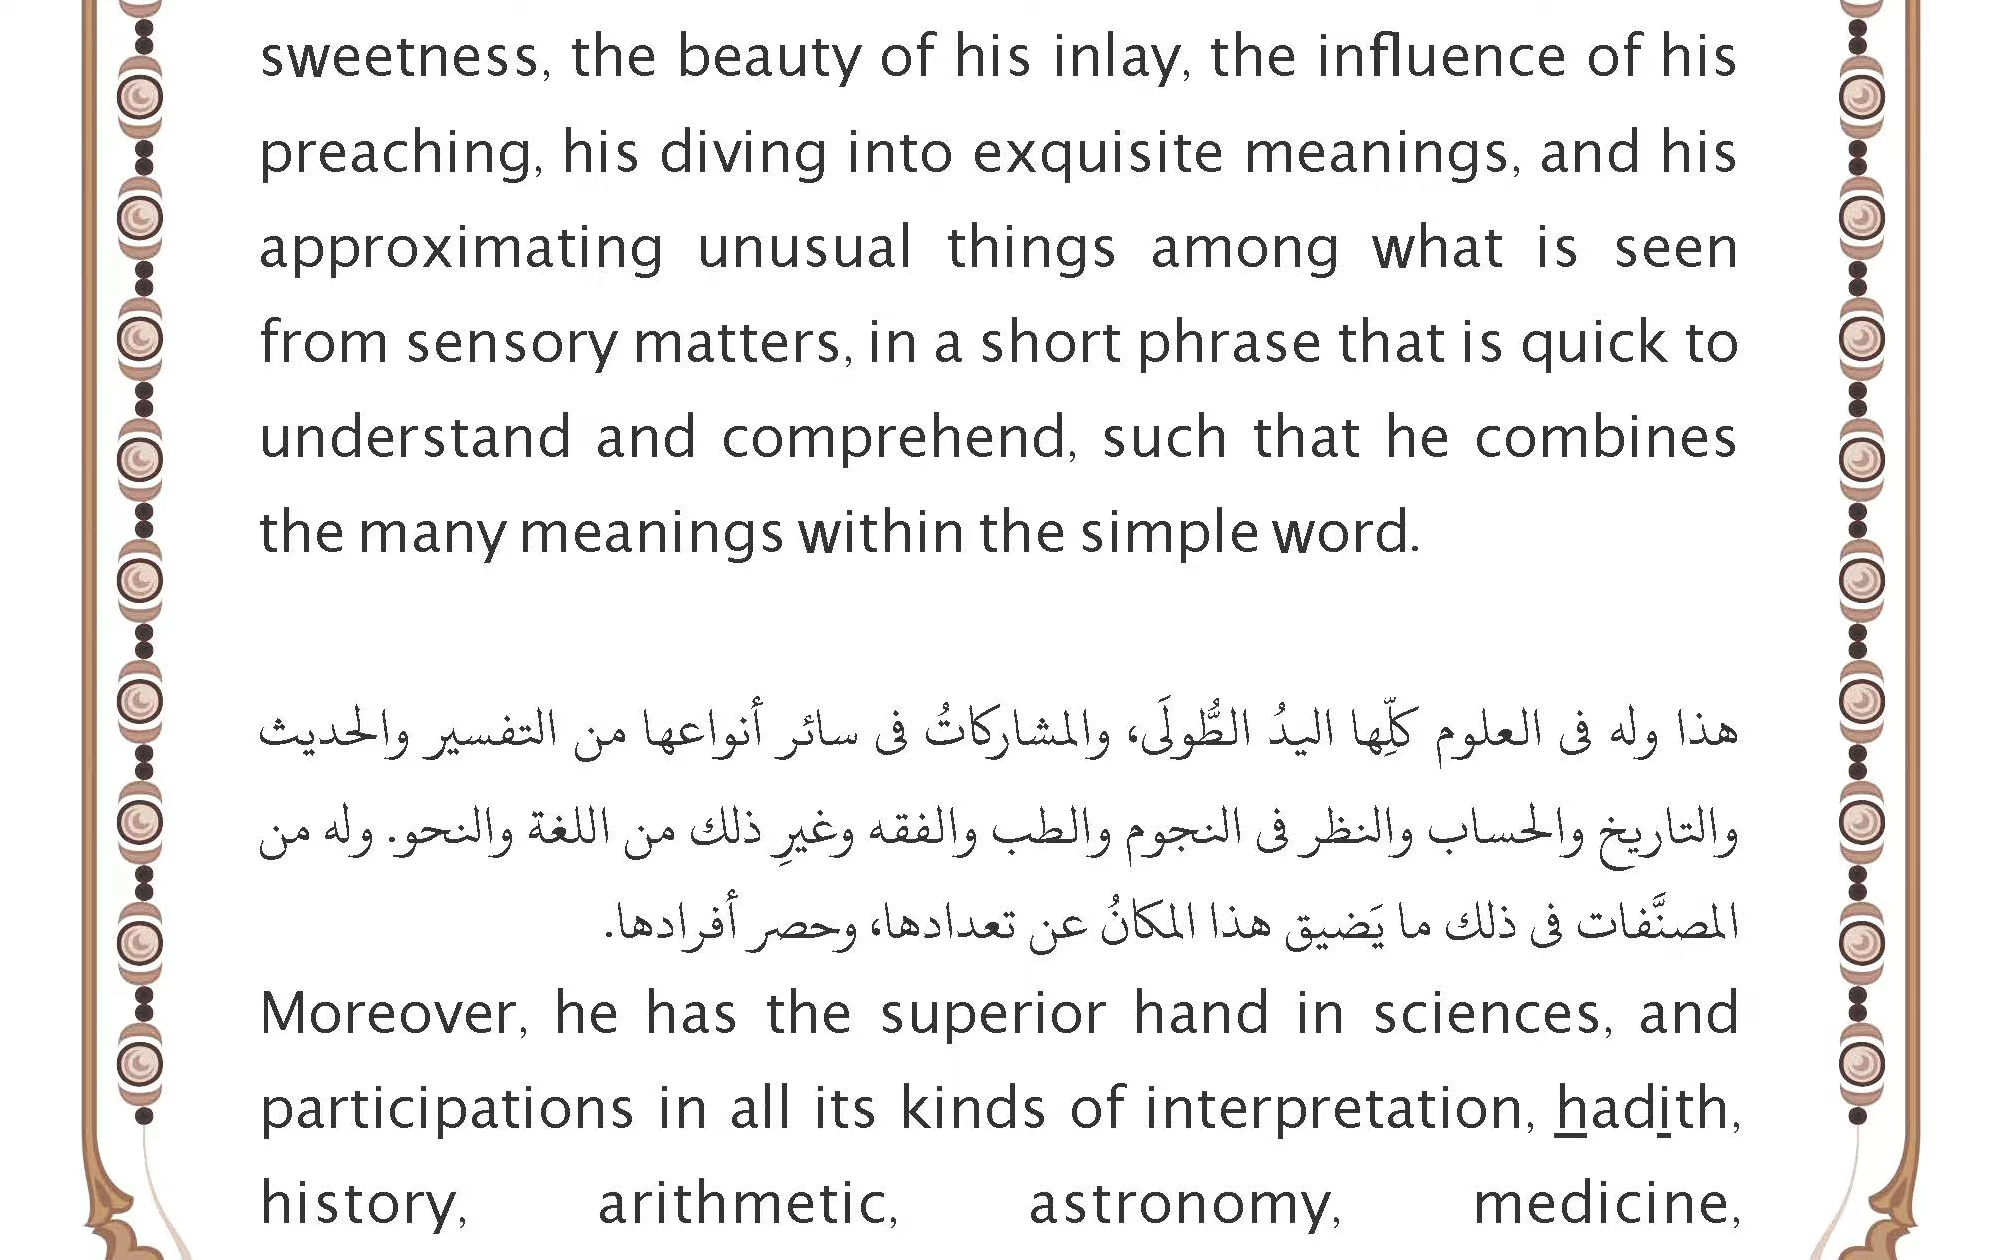 sweetness, the beauty of his inlay, the influence of his
preaching, his diving into exquisite meanings, and his
approximating unusual things among what is seen
from sensory matters, in a short phrase that is quick to
understand and comprehend, such that he combines
the many meanings within the simple word.
هذا وله فى العلوم كلِّها اليدُ الطُّولَى، والمشاركاتُ فى سائر أنواعها من التفسير والحديث
والتاريخ والحساب والنظر فى النجوم والطب والفقه وغيرِ ذلك من اللغة والنحو. وله من
المصنَّفات فى ذلك ما يَضيق هذا المكانُ عن تعدادها، وحصر أفرادها.
Moreover, he has the superior hand in sciences, and
participations in all its kinds of interpretation, hadith,
history, arithmetic, astronomy, medicine,